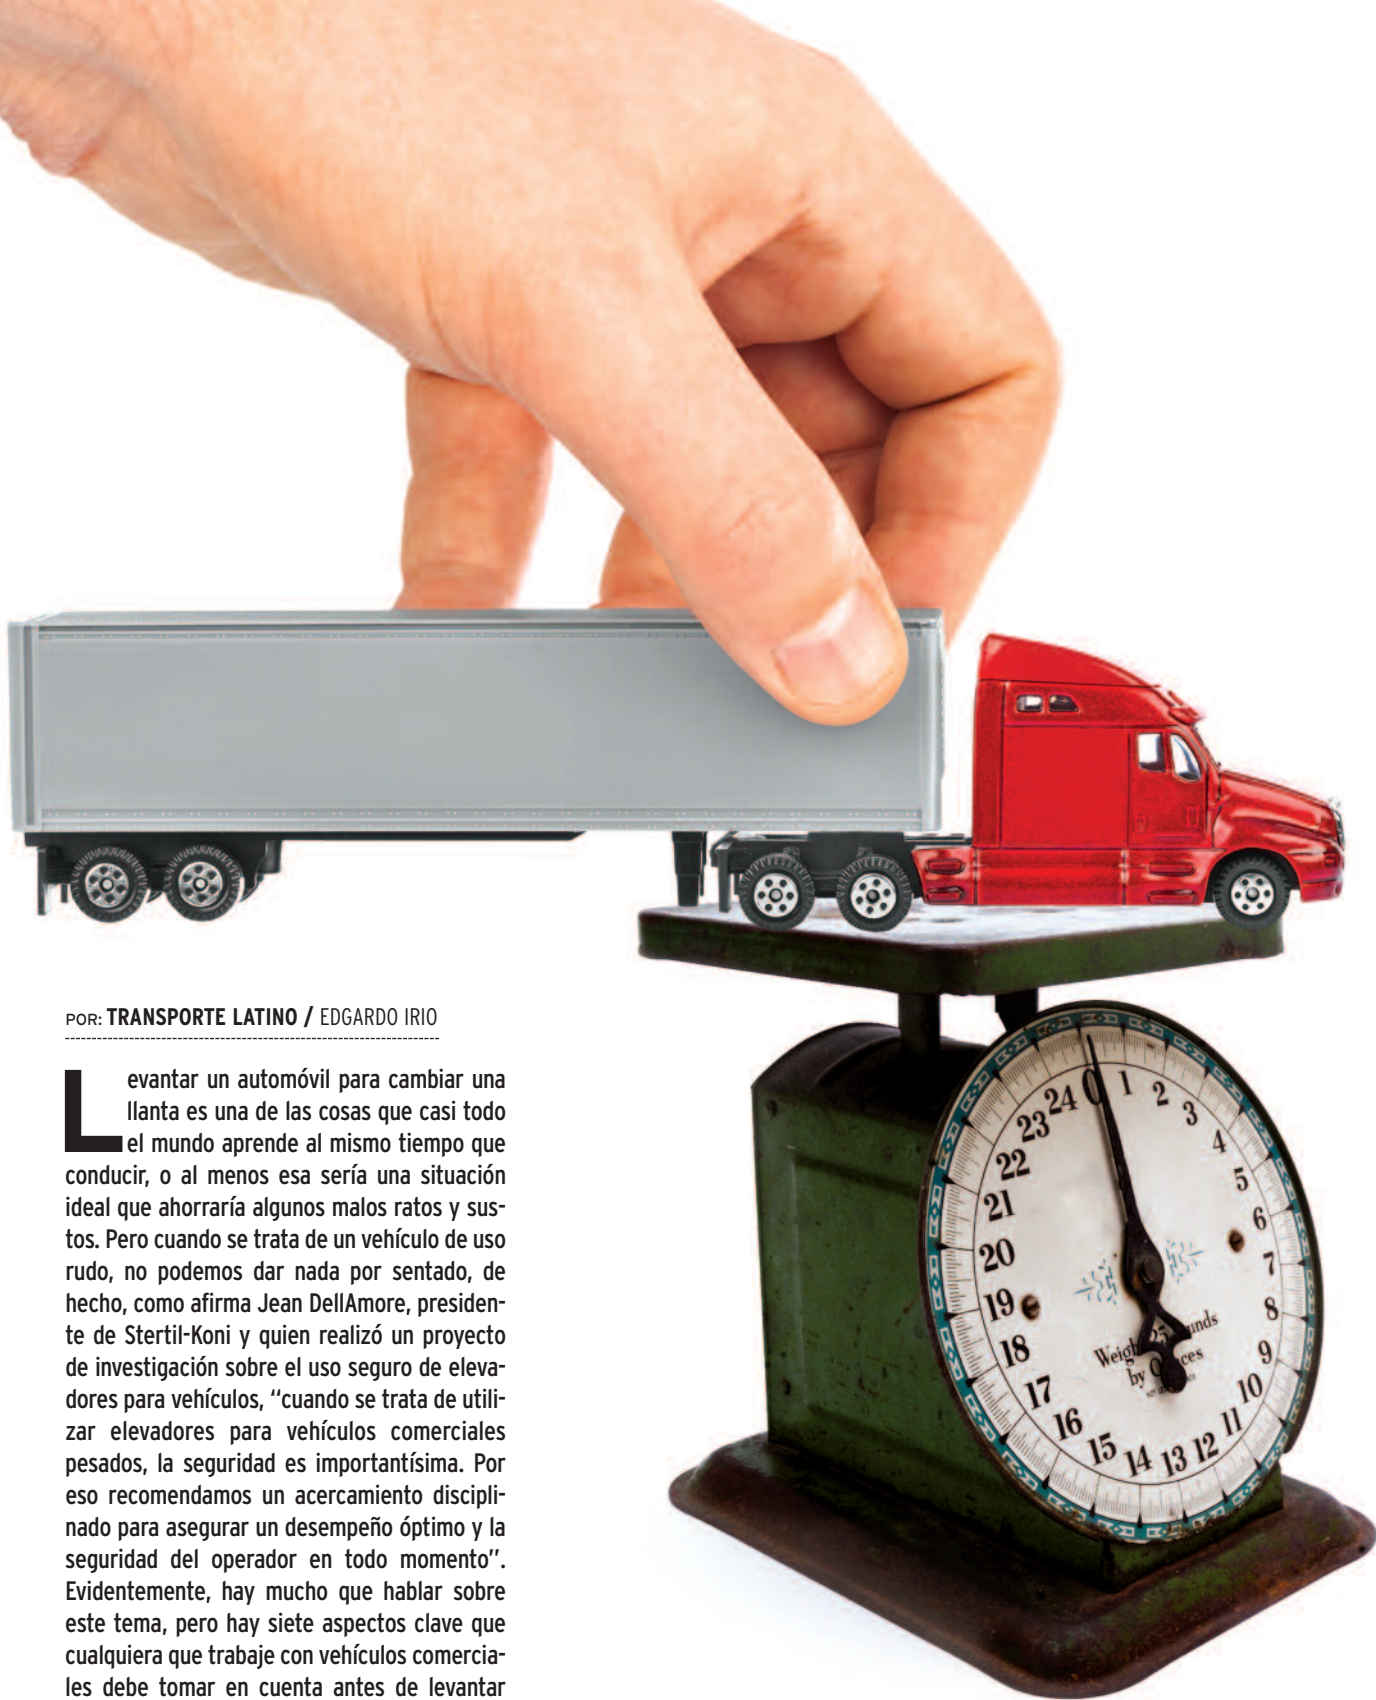 POR: TRANSPORTE LATINO / EDGARDO IRIO
Levantar un automóvil para cambiar una
llanta es una de las cosas que casi todo
el mundo aprende al mismo tiempo que
conducir, o al menos esa sería una situación
ideal que ahorraría algunos malos ratos y sus-
tos. Pero cuando se trata de un vehículo de uso
rudo, no podemos dar nada por sentado, de
hecho, como afirma Jean DellAmore, presiden-
te de Stertil-Koni y quien realizó un proyecto
de investigación sobre el uso seguro de eleva-
dores para vehículos, “cuando se trata de utili-
zar elevadores para vehículos comerciales
pesados, la seguridad es importantísima. Por
eso recomendamos un acercamiento discipli-
nado para asegurar un desempeño óptimo y la
seguridad del operador en todo momento”.
Evidentemente, hay mucho que hablar sobre
este tema, pero hay siete aspectos clave que
cualquiera que trabaje con vehículos comercia-
les debe tomar en cuenta antes de levantar
0
1
2
3
4
5
6
7
8
9
10
11
12
13
14
15
16
17
18
19
20
21
22
23
24
25
by